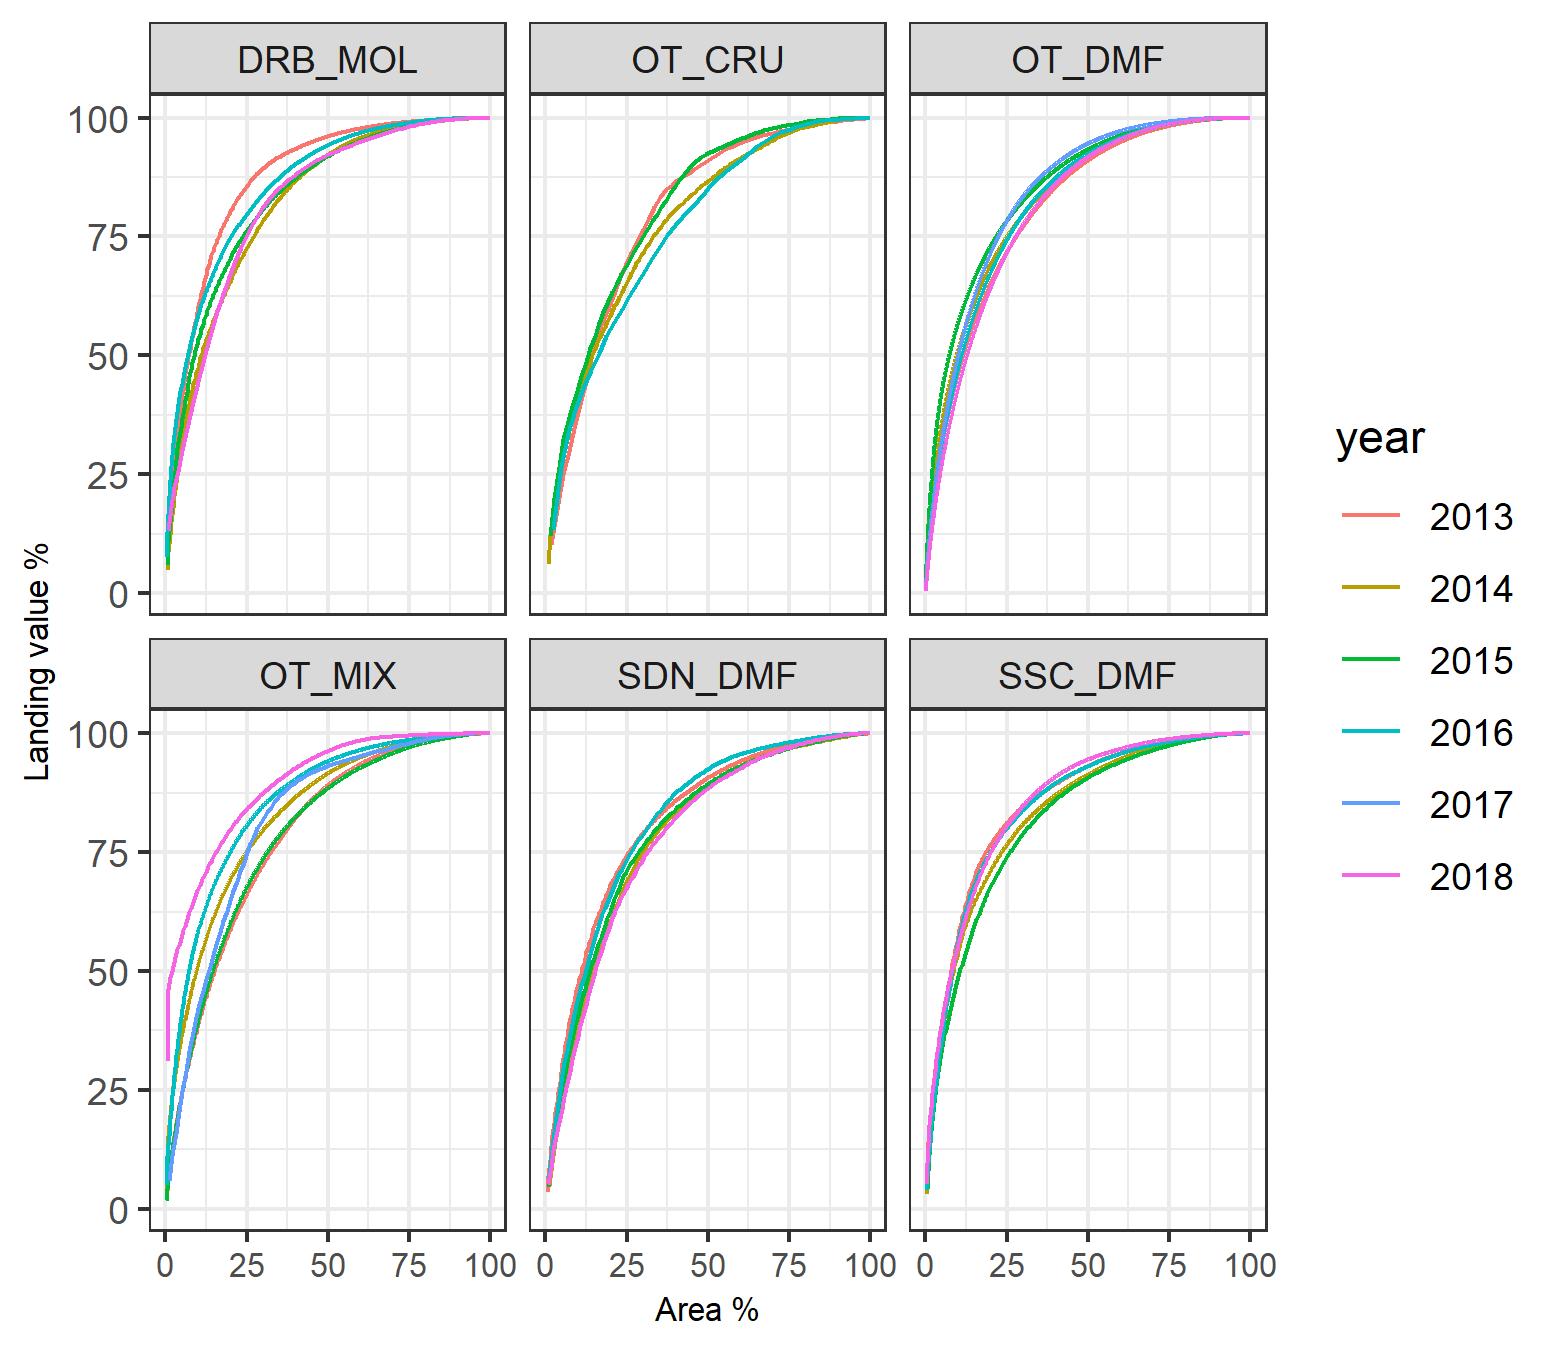 DRB_MOL OT_CRU OT_DMF
100
75
50
25
0
OT_MIX SDN_DMF SSC_DMF
100
75
50
25
0
0 25 50 75 100 0 25 50 75 100 0 25 50 75 100
Area %
Landing value %
year
2013
2014
2015
2016
2017
2018